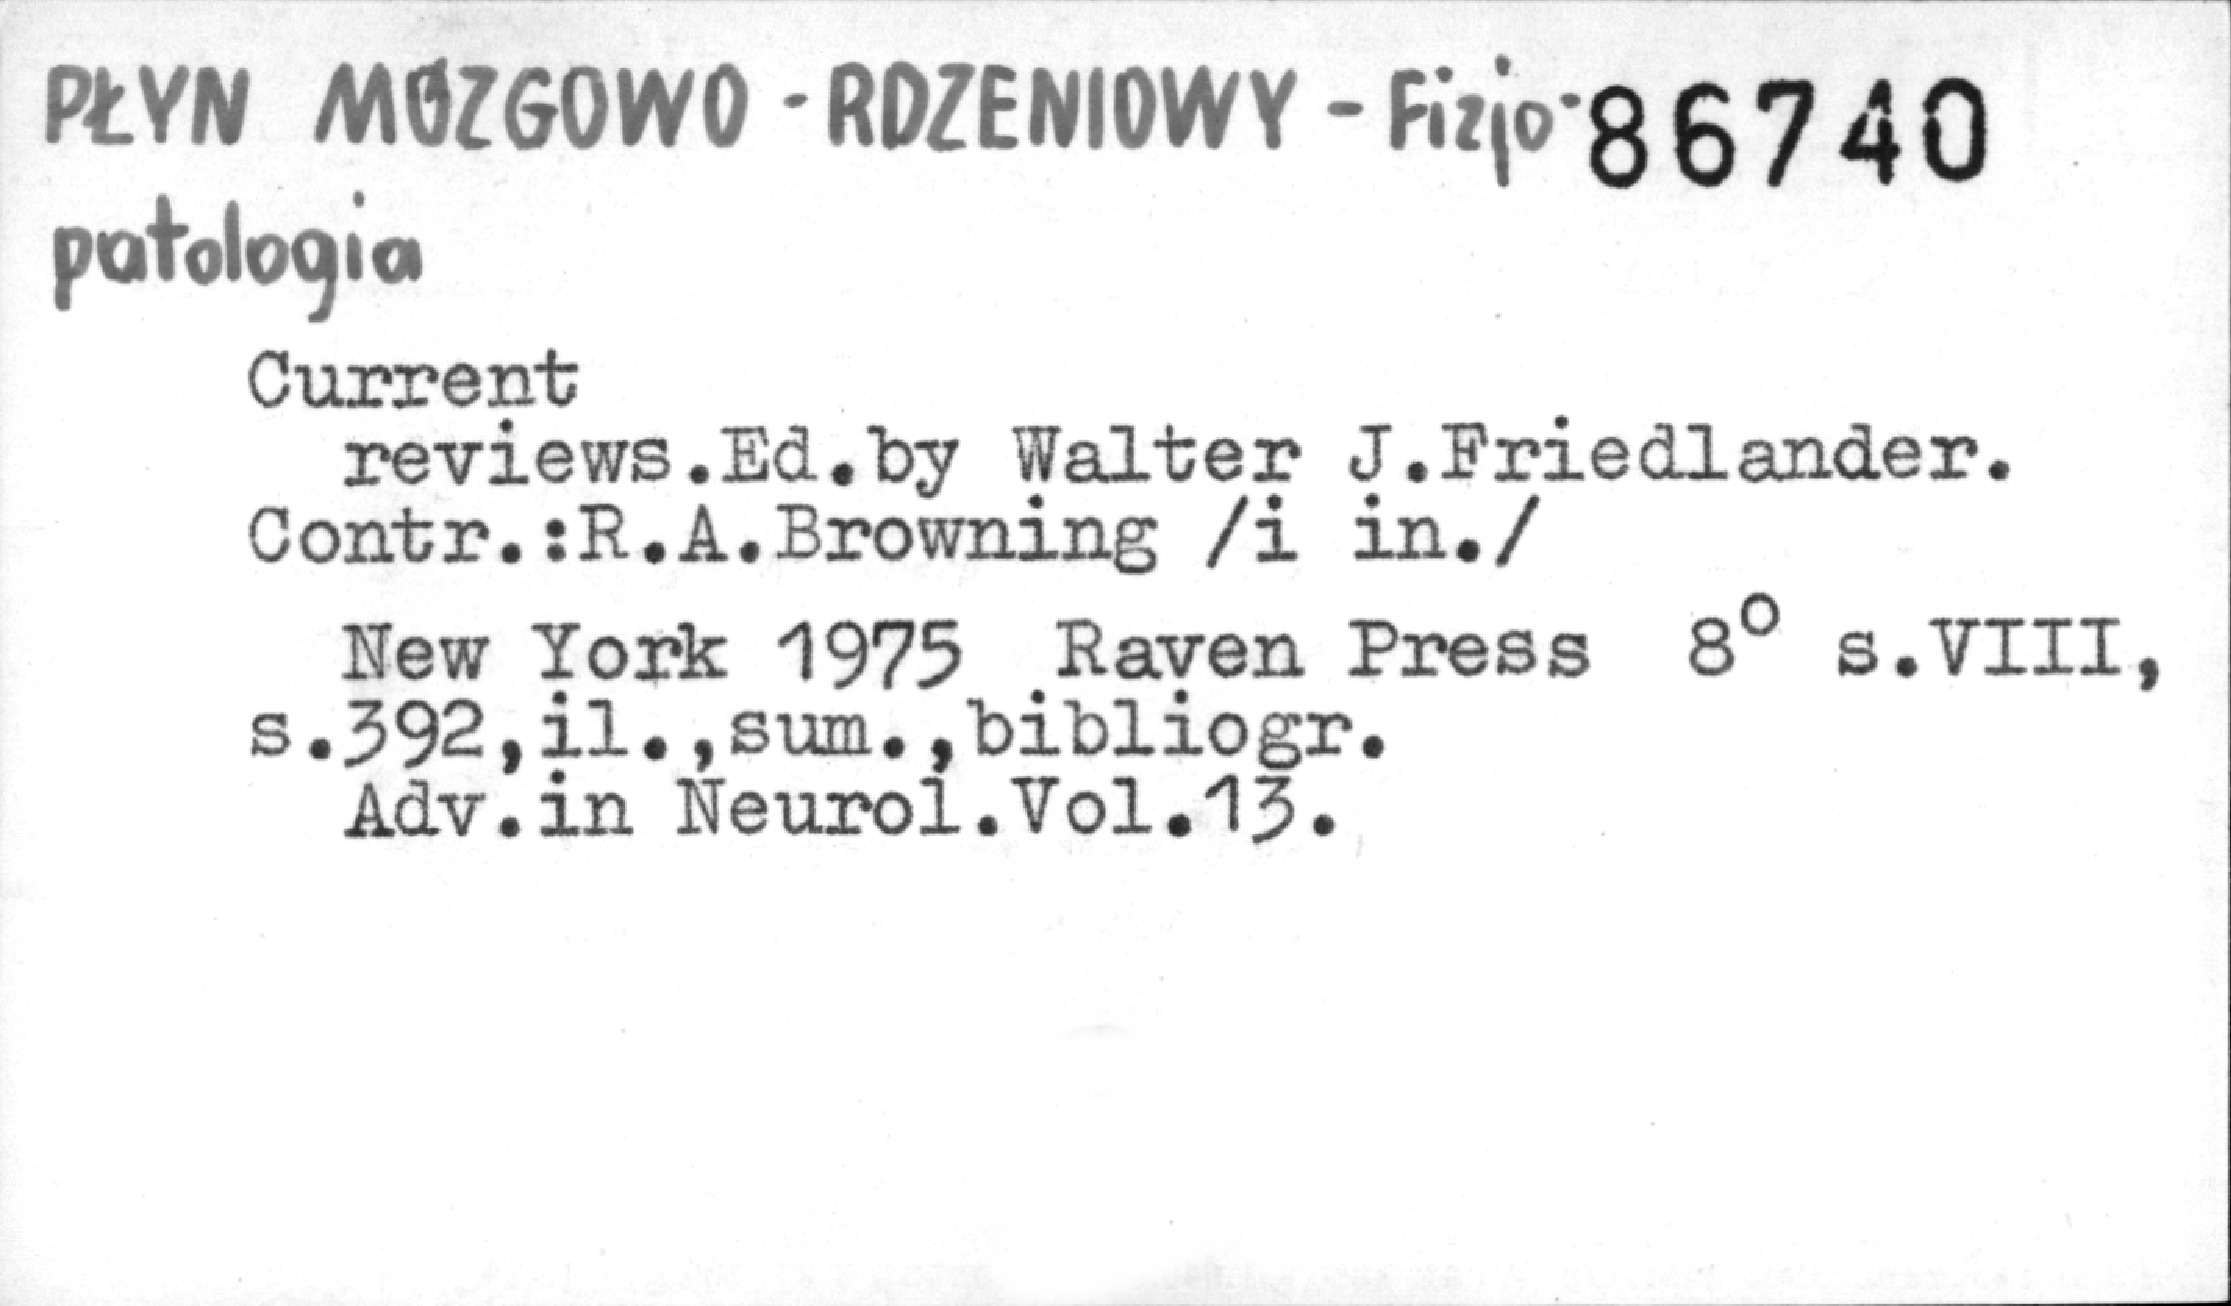 PŁYN MÓZGOWO - RDZENIOWY - Fizjo- 86740
patologia
Current
reviews.Ed.by Walter J.Friedlander.
Contr.:R.A.Browning /i in./
New York 1975 Raven Press 8° s.VIII,
s.392,il.,sum.,bibliogr.
Adv.in Neurol.Vol.13.